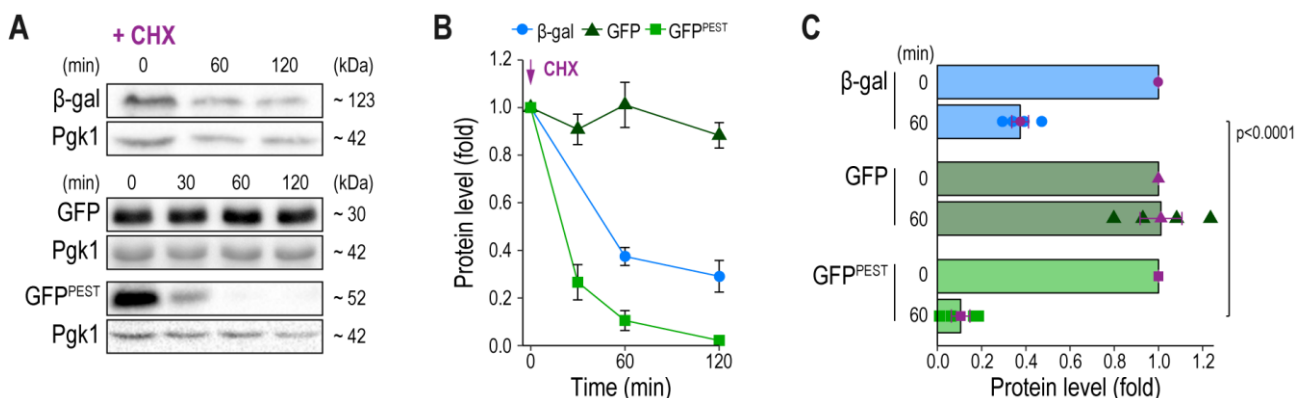 A
+ CHX
(min) 0 60 120 (kDa)
β-gal ~ 123
Pgk1 ~ 42
(min) 0 30 60 120 (kDa)
GFP ~ 30
Pgk1 ~ 42
GFPᴾᴱˢᵀ ~ 52
Pgk1 ~ 42
B
β-gal GFP GFPᴾᴱˢᵀ
CHX
Protein level (fold)
1.2
1.0
0.8
0.6
0.4
0.2
0.0
0 60 120
Time (min)
C
(min)
β-gal 0
60
GFP 0
60
GFPᴾᴱˢᵀ 0
60
p<0.0001
0.0 0.2 0.4 0.6 0.8 1.0 1.2
Protein level (fold)